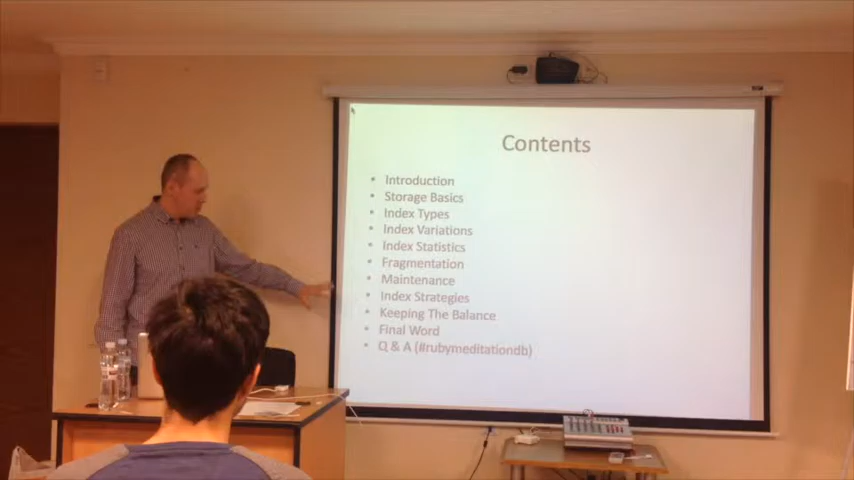 Contents
• Introduction
• Storage Basics
• Index Types
• Index Variations
• Index Statistics
• Fragmentation
• Maintenance
• Index Strategies
• Keeping The Balance
• Final Word
• Q & A (#rubymeditationdb)